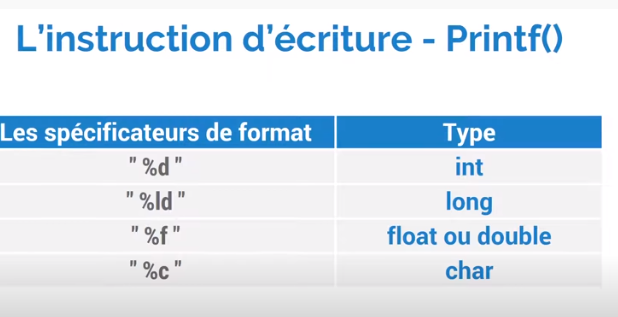 L’instruction d’écriture - Printf()
Les spécificateurs de format Type
" %d " int
" %ld " long
" %f " float ou double
" %c " char